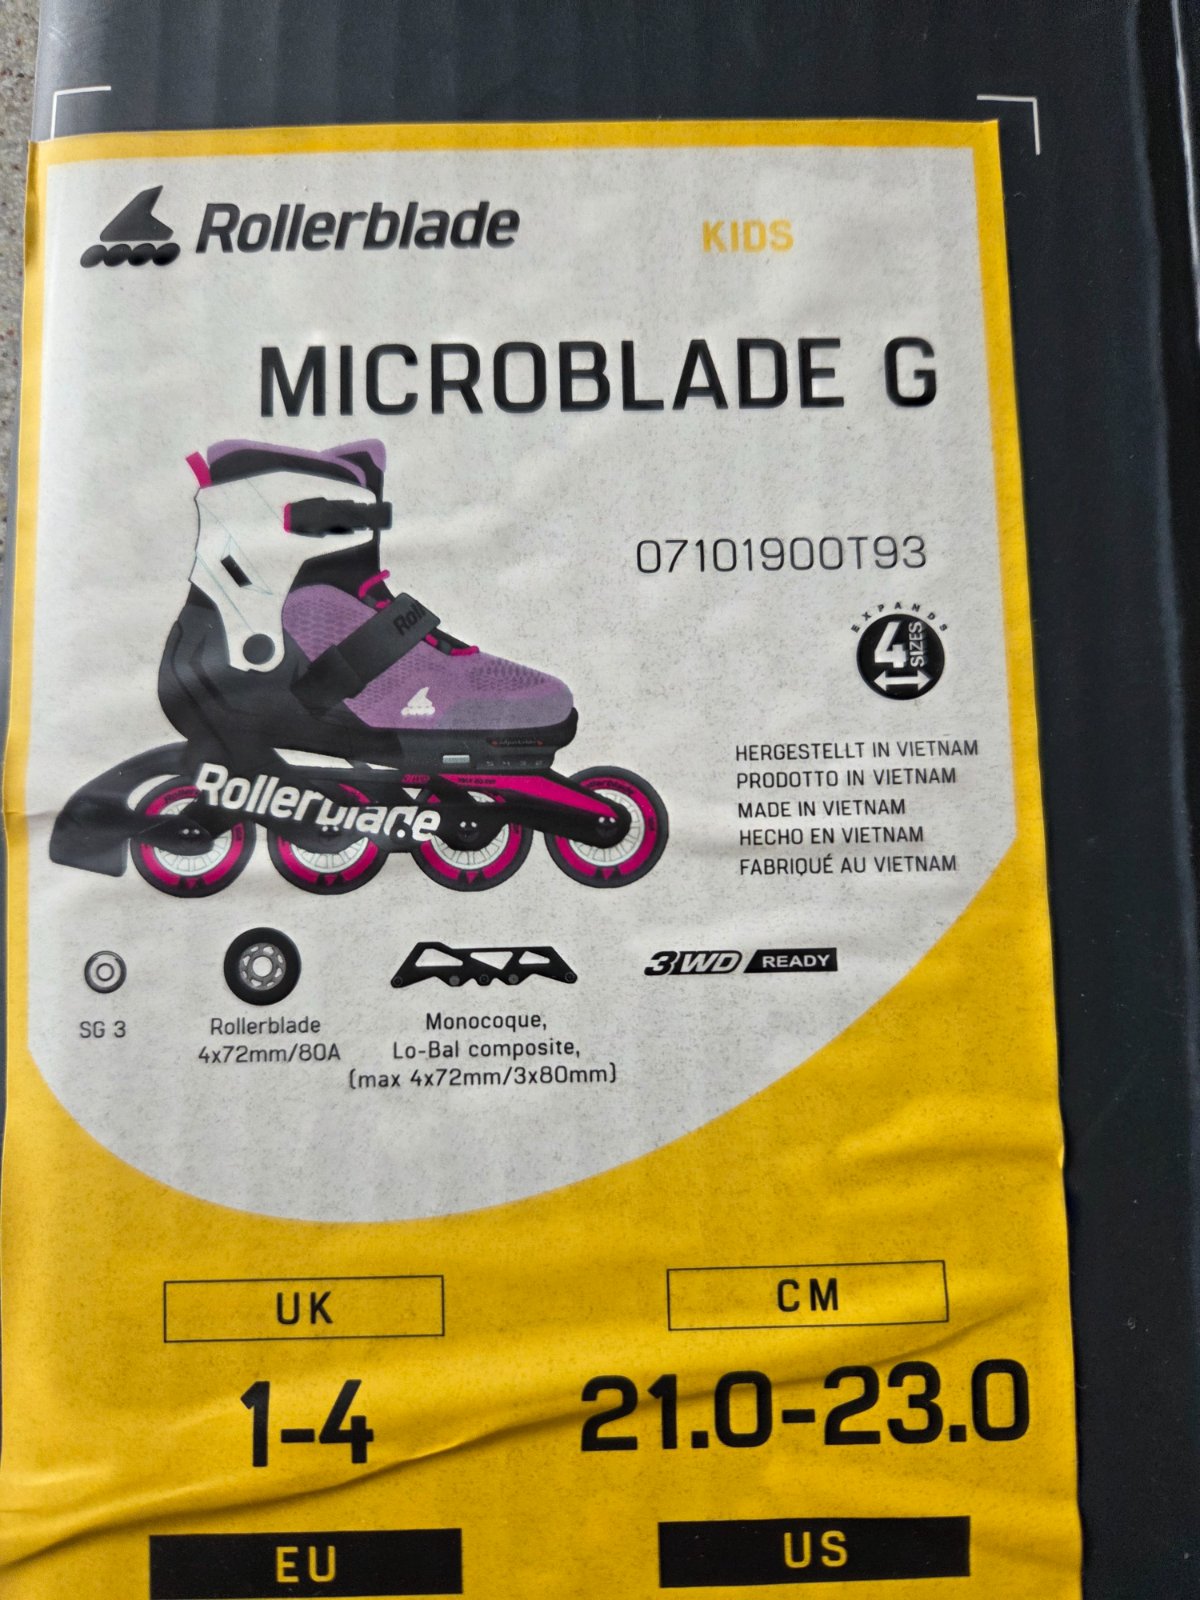 Rollerblade
KIDS
MICROBLADE G
07101900T93
EXPANDS
4 SIZES
Roll
Rollerblade
HERGESTELLT IN VIETNAM
PRODOTTO IN VIETNAM
MADE IN VIETNAM
HECHO EN VIETNAM
FABRIQUÉ AU VIETNAM
SG 3
Rollerblade
4x72mm/80A
Monocoque,
Lo-Bal composite,
(max 4x72mm/3x80mm)
3WD READY
UK
CM
1-4
21.0-23.0
EU
US